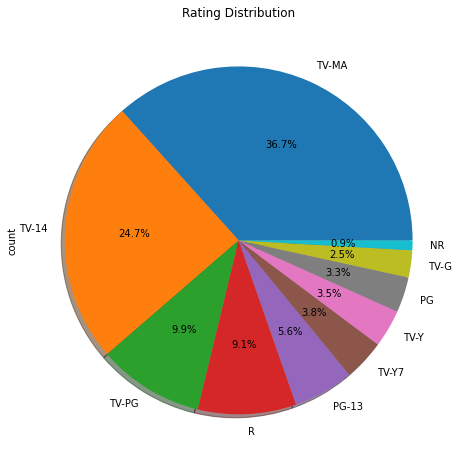 Rating Distribution
TV-MA
36.7%
TV-14
24.7%
count
TV-PG
9.9%
R
9.1%
PG-13
5.6%
TV-Y7
3.8%
TV-Y
3.5%
PG
3.3%
TV-G
2.5%
NR
0.9%